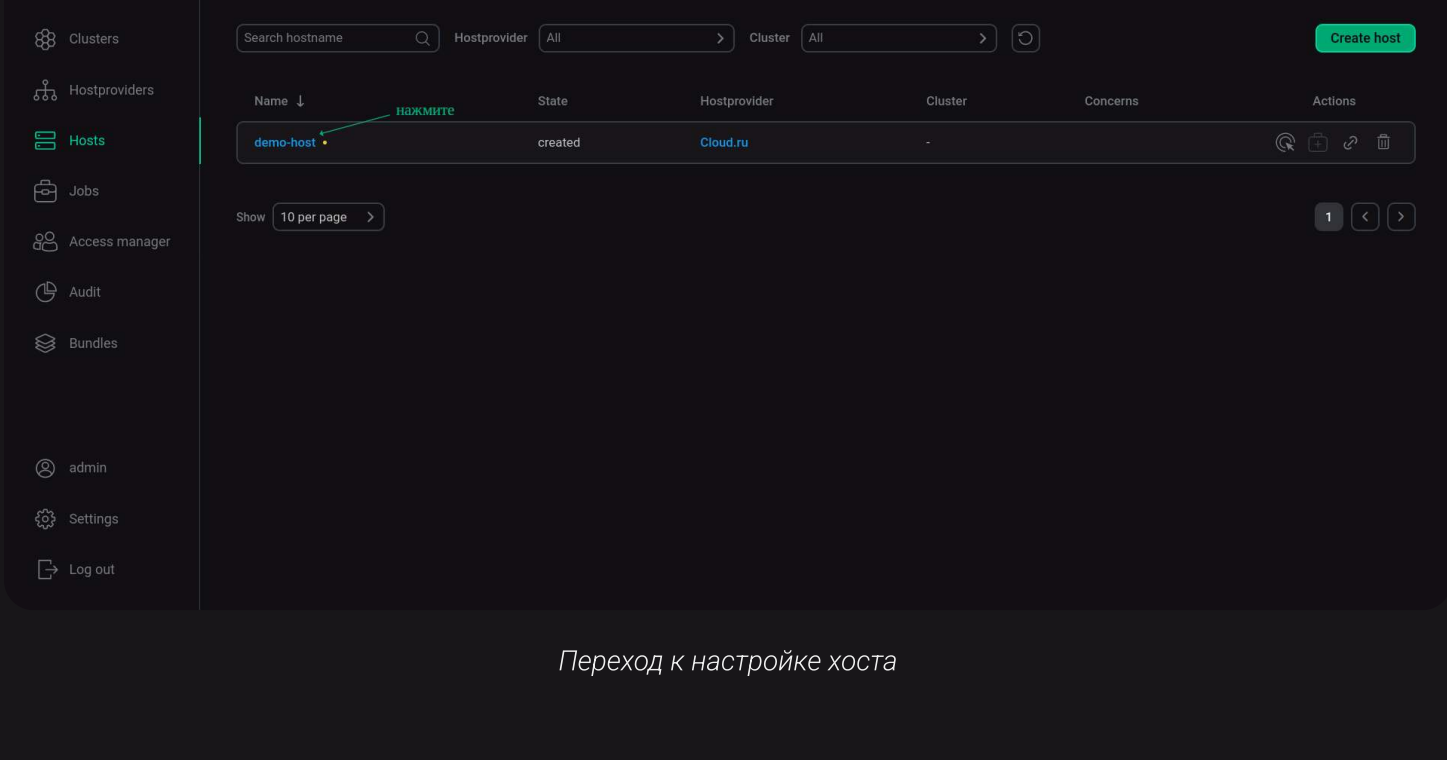 Clusters
Hostproviders
Hosts
Jobs
Access manager
Audit
Bundles
admin
Settings
Log out
Search hostname Hostprovider All Cluster All Create host
Name State Hostprovider Cluster Concerns Actions
нажмите
demo-host created Cloud.ru -
Show 10 per page 1
Переход к настройке хоста